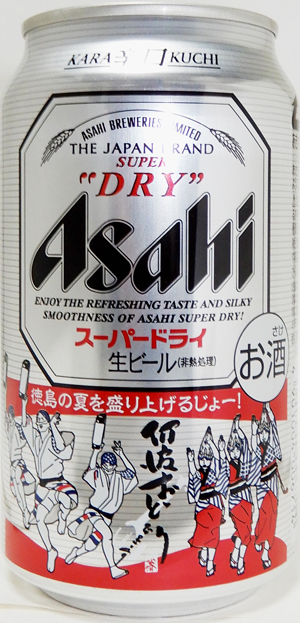 KARA 辛口 KUCHI
ASAHI BREWERIES LIMITED
THE JAPAN BRAND
SUPER
"DRY"
Asahi
ENJOY THE REFRESHING TASTE AND SILKY
SMOOTHNESS OF ASAHI SUPER DRY!
スーパードライ
生ビール(非熱処理)
さけ
お酒
徳島の夏を盛り上げるじょー!
阿波おどり